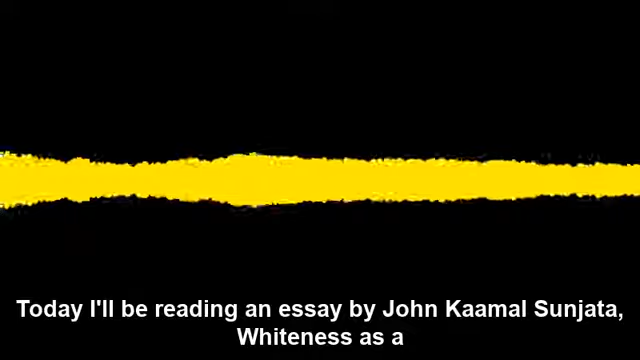 Today I'll be reading an essay by John Kaamal Sunjata,
Whiteness as a